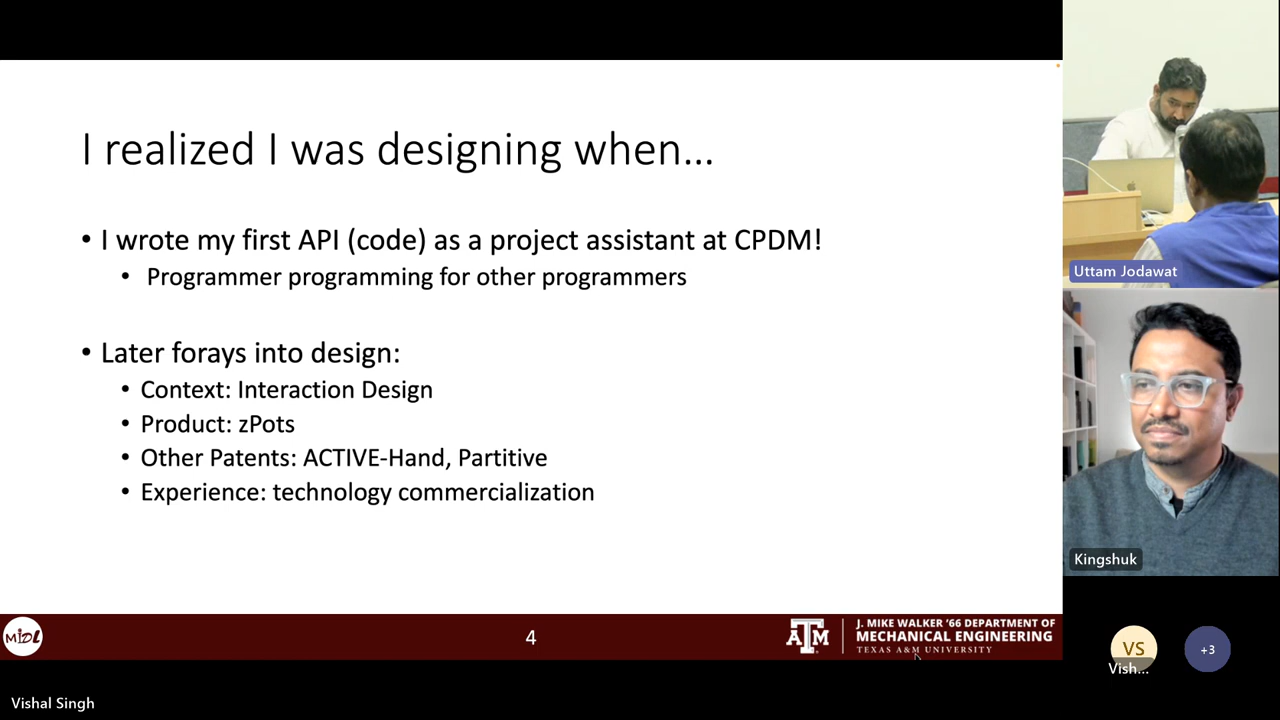 I realized I was designing when…
• I wrote my first API (code) as a project assistant at CPDM!
• Programmer programming for other programmers
• Later forays into design:
• Context: Interaction Design
• Product: zPots
• Other Patents: ACTIVE-Hand, Partitive
• Experience: technology commercialization
MiDL
4
ATM
J. MIKE WALKER '66 DEPARTMENT OF
MECHANICAL ENGINEERING
TEXAS A&M UNIVERSITY
Uttam Jodawat
Kingshuk
VS
Vish...
+3
Vishal Singh